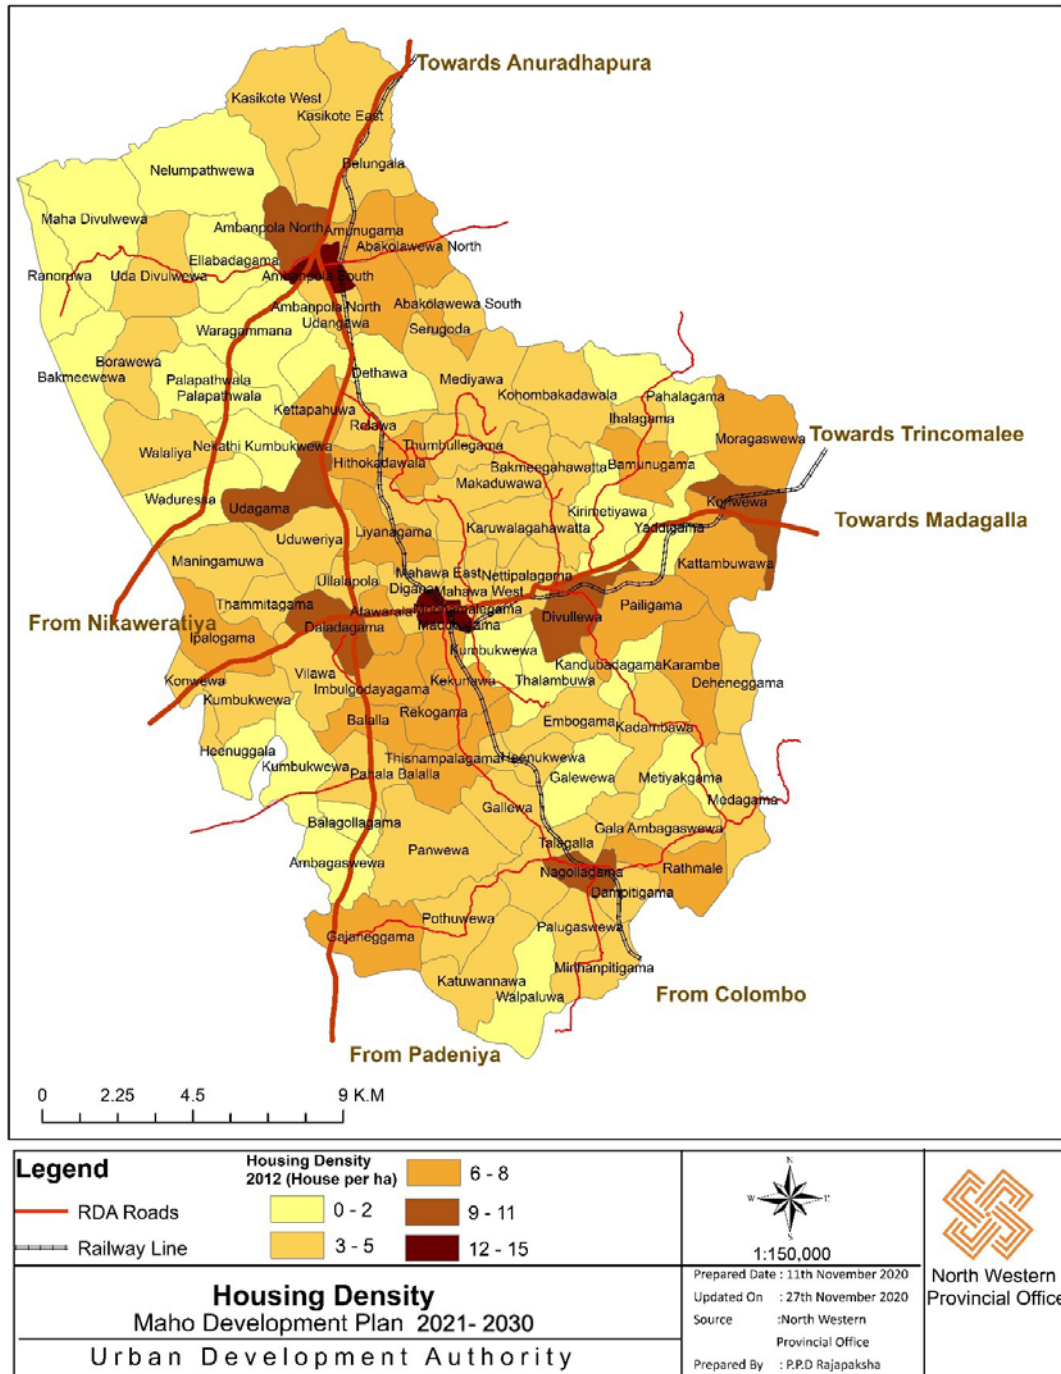 Towards Anuradhapura
Kasikote West
Kasikote East
Belungala
Nelumpathwewa
Maha Divulwewa
Ambanpola North
Amunugama
Abakolawewa North
Ellabadagama
Ranoruwa
Uda Divulwewa
Ambanpola South
Ambanpola North
Abakolawewa South
Udangawa
Serugoda
Waragammana
Borawewa
Bakmeewewa
Palapathwala
Palapathwala
Dethawa
Mediyawa
Kohombakadawala
Pahalagama
Kettapahuwa
Relawa
Ihalagama
Moragaswewa
Towards Trincomalee
Walaliya
Nekathi Kumbukwewa
Hithokadawala
Thumbullegama
Bakmeegahawatta
Bamunugama
Makaduwawa
Waduressa
Udagama
Kirimetiyawa
Konwewa
Towards Madagalla
Uduweriya
Liyanagama
Karuwalagahawatta
Yaddigama
Maningamuwa
Ullalapola
Mahawa East
Nettipalagama
Kattambuwawa
Digana
Mahawa West
Thammitagama
Atawarala
Nochamalegama
Divullewa
Pailigama
From Nikaweratiya
Daladagama
Maddugama
Ipalogama
Kumbukwewa
Konwewa
Vilawa
Imbulgodayagama
Kekunawa
Thalambuwa
Kandubadagama
Karambe
Deheneggama
Kumbukwewa
Balalla
Rekogama
Embogama
Kadambawa
Heenuggala
Kumbukwewa
Thisnampalagama
Heenukwewa
Pahala Balalla
Galewewa
Metiyakgama
Medagama
Gallewa
Balagollagama
Gala Ambagaswewa
Ambagaswewa
Panwewa
Talagalla
Nagollagama
Rathmale
Dampitigama
Pothuwewa
Gajaneggama
Palugaswewa
Katuwannawa
Mirihanpitigama
Walpaluwa
From Colombo
From Padeniya
0 2.25 4.5 9 K.M
Legend
RDA Roads
Railway Line
Housing Density
2012 (House per ha)
0 - 2
3 - 5
6 - 8
9 - 11
12 - 15
N
W
E
S
1:150,000
Prepared Date : 11th November 2020
Updated On : 27th November 2020
Source :North Western
Provincial Office
Prepared By : P.P.D Rajapaksha
North Western
Provincial Office
Housing Density
Maho Development Plan 2021- 2030
Urban Development Authority